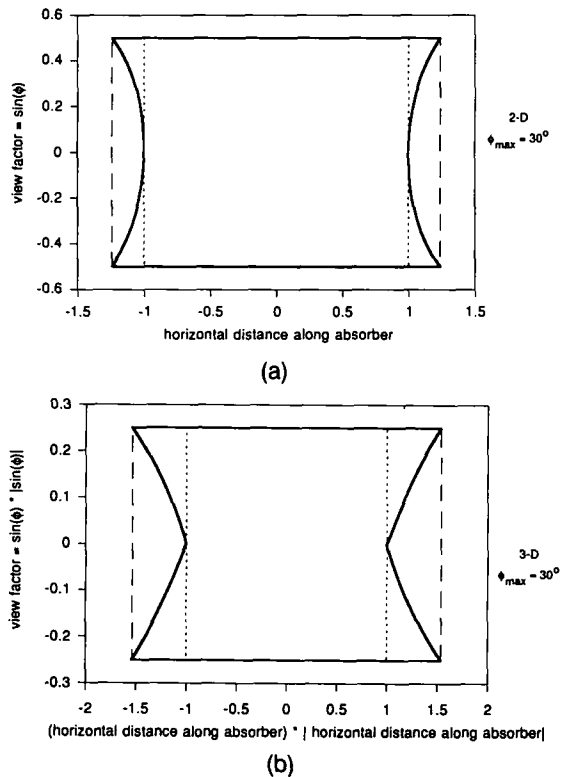 0.6
0.4
0.2
0
-0.2
-0.4
-0.6
view factor = sin(ϕ)
-1.5 -1 -0.5 0 0.5 1 1.5
horizontal distance along absorber
2-D
ϕmax = 30°
(a)
0.3
0.2
0.1
0
-0.1
-0.2
-0.3
view factor = sin(ϕ) * |sin(ϕ)|
-2 -1.5 -1 -0.5 0 0.5 1 1.5 2
(horizontal distance along absorber) * | horizontal distance along absorber|
3-D
ϕmax = 30°
(b)